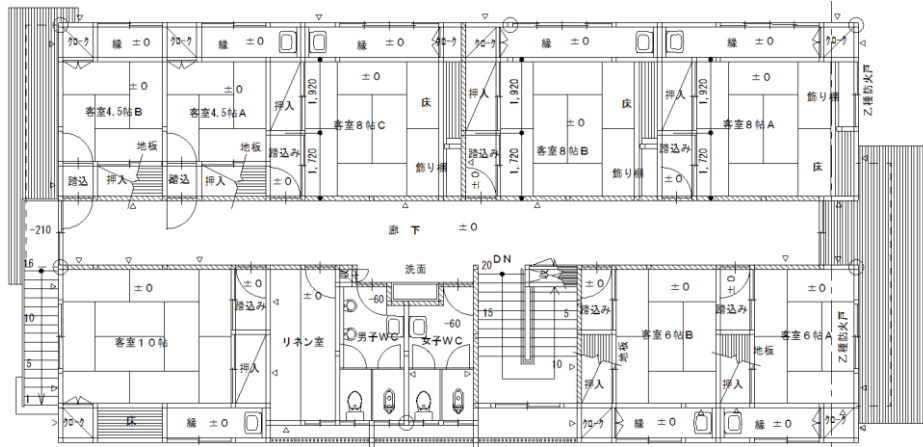 クローク 縁 ±0 クローク 縁 ±0 縁 ±0 クローク クローク 縁 ±0 縁 ±0 クローク
±0 ±0 押入 1,920 ±0 床 押入 1,920 ±0 床 押入 1,920 ±0 飾り棚 乙種防火戸
客室4.5帖B 客室4.5帖A 客室8帖C 客室8帖B 客室8帖A
地板 地板 踏込み 1,720 踏込み 1,720 踏込み 1,720
踏込 押入 踏込 押入 ±0 飾り棚 ±0 飾り棚 ±0 床
-210 廊下 ±0
16 洗面 20 DN
±0 ±0 -60 ±0 ±0
踏込み 15 5 踏込み 踏込み
10 客室10帖 リネン室 男子WC -60 女子WC 地板 客室6帖B 地板 客室6帖A 乙種防火戸
5 押入 10 押入 押入
1
クローク 床 縁 ±0 クローク 縁 ±0 縁 ±0 クローク